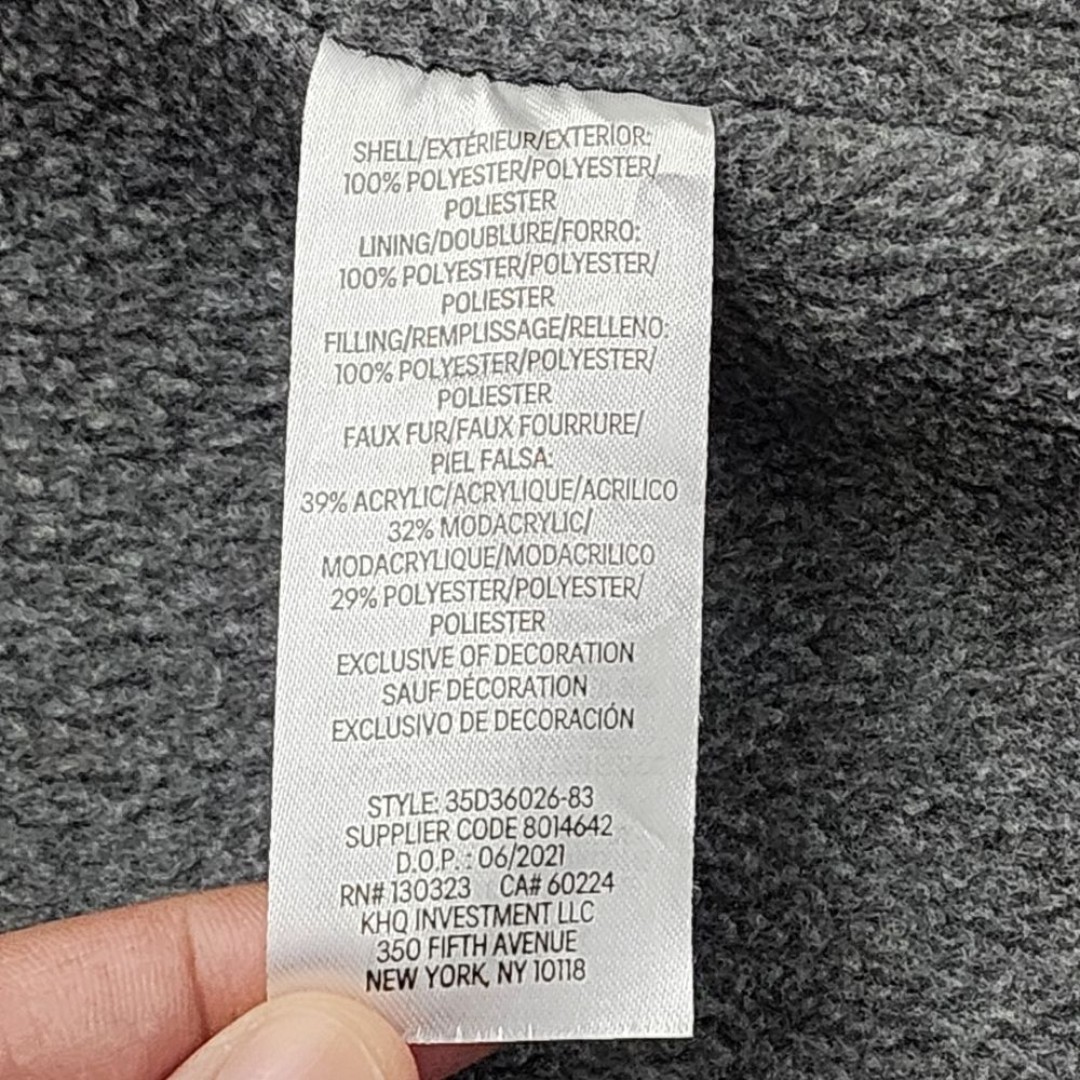 SHELL/EXTÉRIEUR/EXTERIOR:
100% POLYESTER/POLYESTER/
POLIESTER
LINING/DOUBLURE/FORRO:
100% POLYESTER/POLYESTER/
POLIESTER
FILLING/REMPLISSAGE/RELLENO:
100% POLYESTER/POLYESTER/
POLIESTER
FAUX FUR/FAUX FOURRURE/
PIEL FALSA:
39% ACRYLIC/ACRYLIQUE/ACRILICO
32% MODACRYLIC/
MODACRYLIQUE/MODACRILICO
29% POLYESTER/POLYESTER/
POLIESTER
EXCLUSIVE OF DECORATION
SAUF DÉCORATION
EXCLUSIVO DE DECORACIÓN
STYLE: 35D36026-83
SUPPLIER CODE 8014642
D.O.P. : 06/2021
RN# 130323 CA# 60224
KHQ INVESTMENT LLC
350 FIFTH AVENUE
NEW YORK, NY 10118